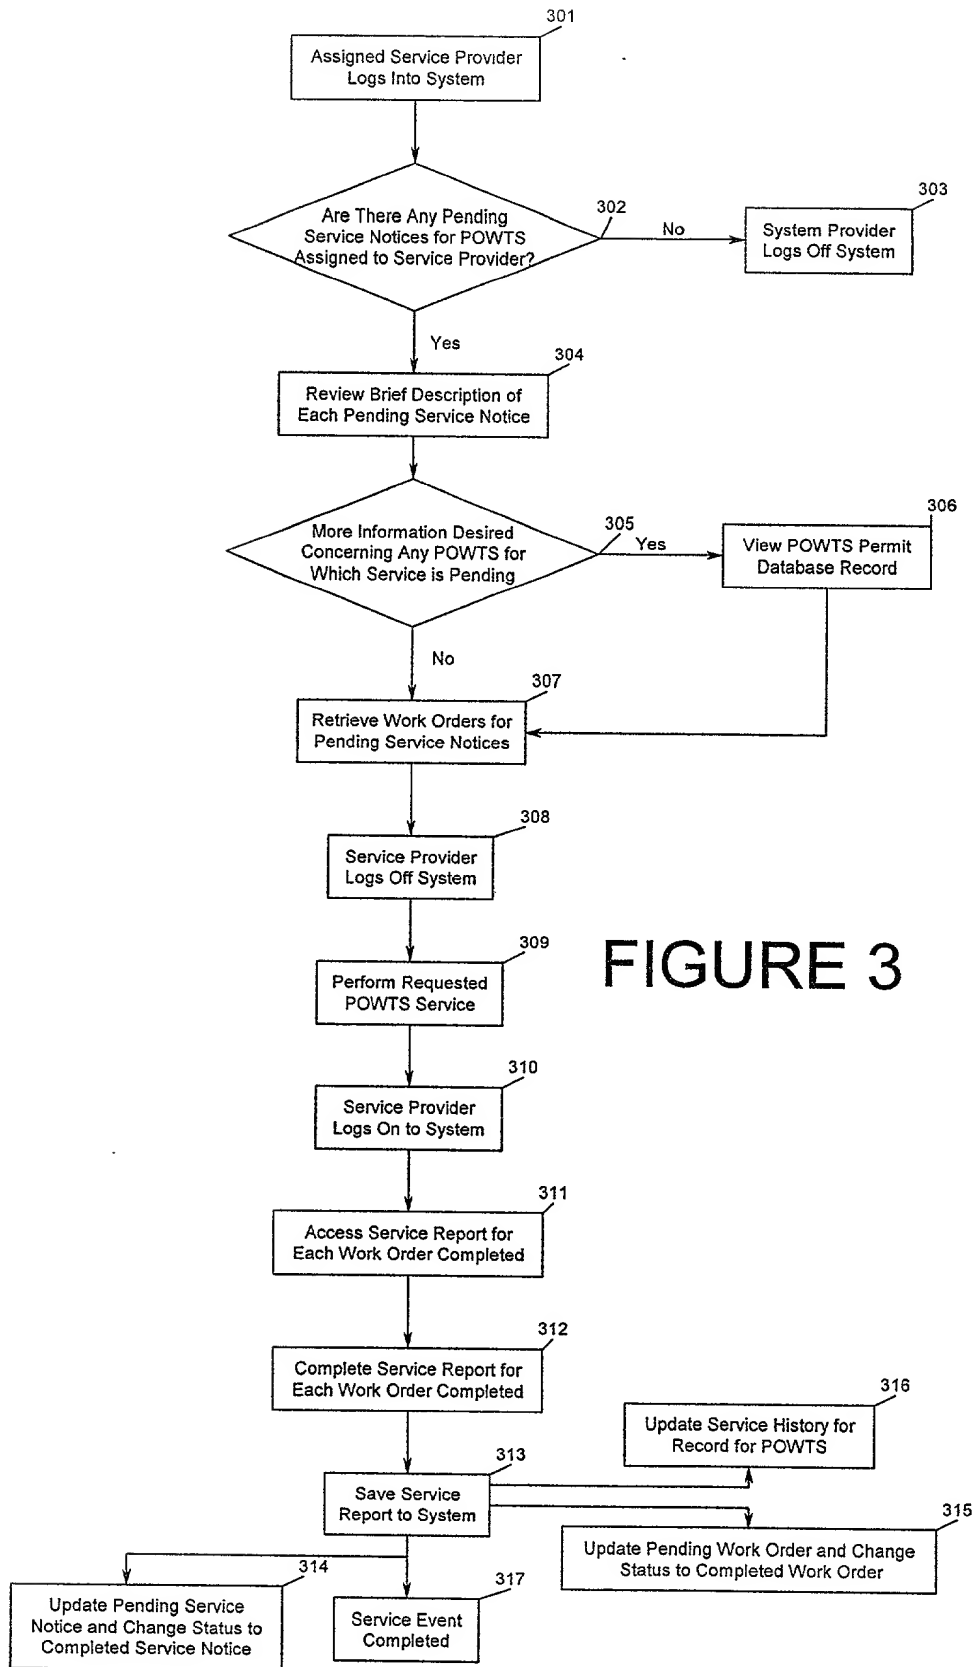 301
Assigned Service Provider
Logs Into System
Are There Any Pending
Service Notices for POWTS
Assigned to Service Provider?
302
No
303
System Provider
Logs Off System
Yes
304
Review Brief Description of
Each Pending Service Notice
More Information Desired
Concerning Any POWTS for
Which Service is Pending
305
Yes
306
View POWTS Permit
Database Record
No
307
Retrieve Work Orders for
Pending Service Notices
308
Service Provider
Logs Off System
309
Perform Requested
POWTS Service
FIGURE 3
310
Service Provider
Logs On to System
311
Access Service Report for
Each Work Order Completed
312
Complete Service Report for
Each Work Order Completed
316
Update Service History for
Record for POWTS
313
Save Service
Report to System
315
Update Pending Work Order and Change
Status to Completed Work Order
314
Update Pending Service
Notice and Change Status to
Completed Service Notice
317
Service Event
Completed